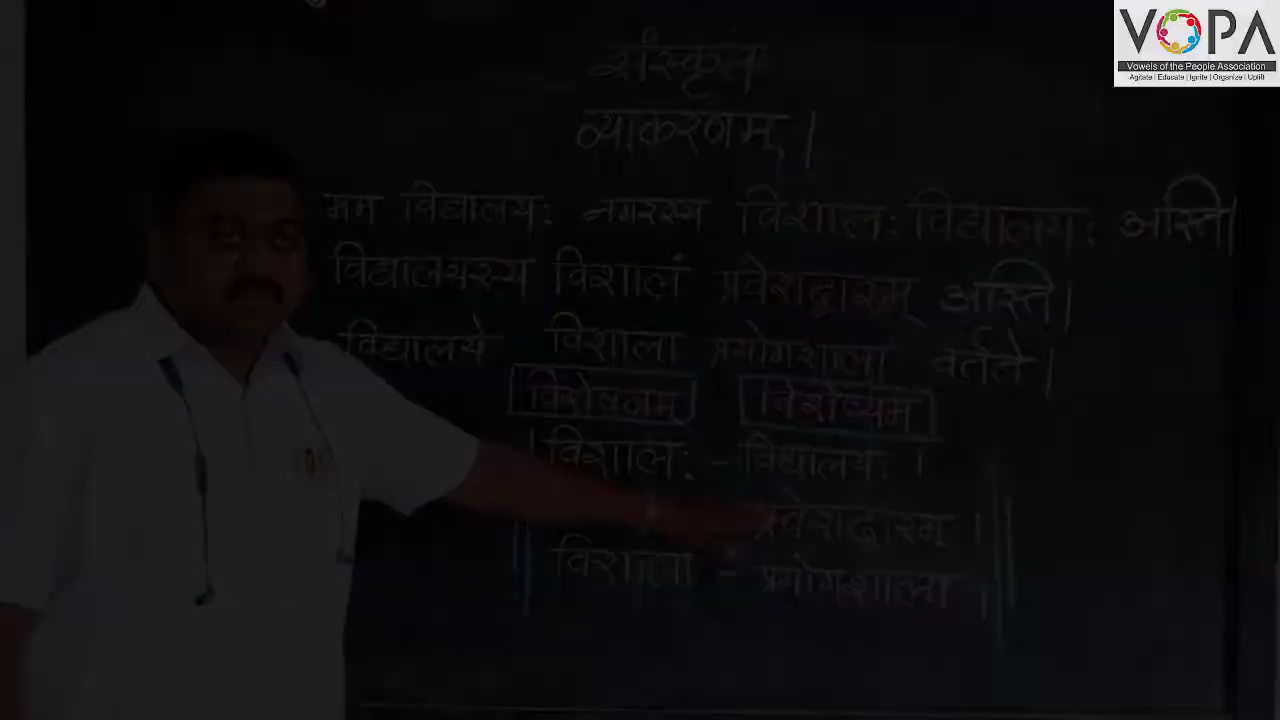 VOPA
Vowels of the People Association
Agitate | Educate | Ignite | Organize | Uplift
संस्कृतं
व्याकरणम् |
मम विद्यालयः नगरस्य विशालः विद्यालयः अस्ति|
विद्यालयस्य विशालं प्रवेशद्वारम् अस्ति|
विद्यालये विशाला प्रयोगशाला वर्तते |
विशेषणम् विशेष्यम्
विशालः - विद्यालयः |
प्रवेशद्वारम् |
विशाला - प्रयोगशाला |